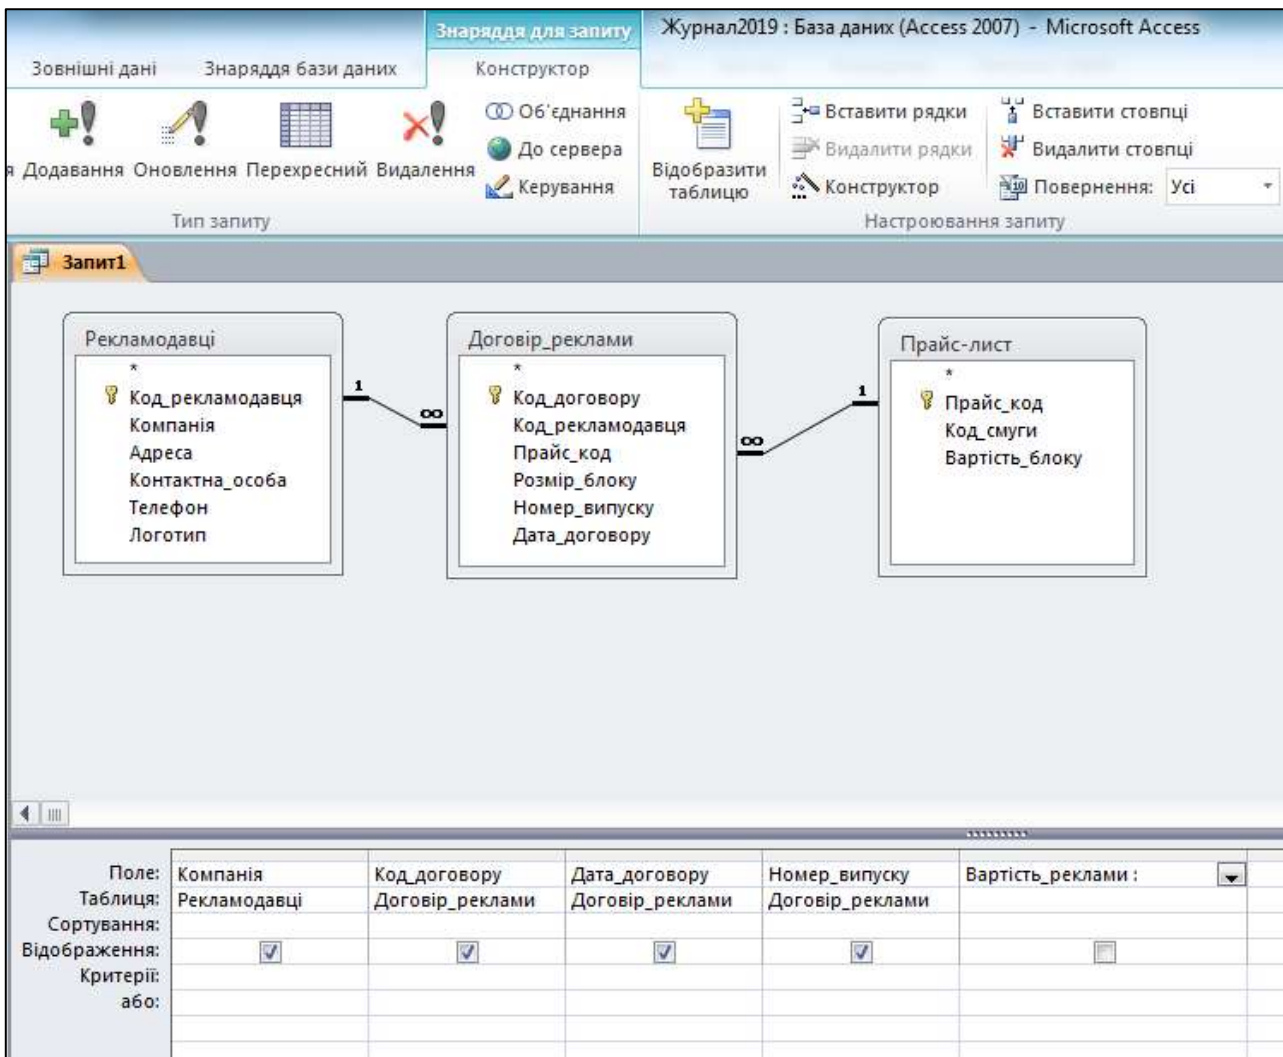 Знаряддя для запиту Журнал2019 : База даних (Access 2007) - Microsoft Access
Зовнішні дані Знаряддя бази даних Конструктор
Об'єднання Вставити рядки Вставити стовпці
До сервера Видалити рядки Видалити стовпці
я Додавання Оновлення Перехресний Видалення Керування Відобразити таблицю Конструктор Повернення: Усі
Тип запиту Настроювання запиту
Запит1
Рекламодавці
*
Код_рекламодавця
Компанія
Адреса
Контактна_особа
Телефон
Логотип
1 ∞
Договір_реклами
*
Код_договору
Код_рекламодавця
Прайс_код
Розмір_блоку
Номер_випуску
Дата_договору
∞ 1
Прайс-лист
*
Прайс_код
Код_смуги
Вартість_блоку
Поле: Компанія Код_договору Дата_договору Номер_випуску Вартість_реклами :
Таблиця: Рекламодавці Договір_реклами Договір_реклами Договір_реклами
Сортування:
Відображення:
Критерії:
або: